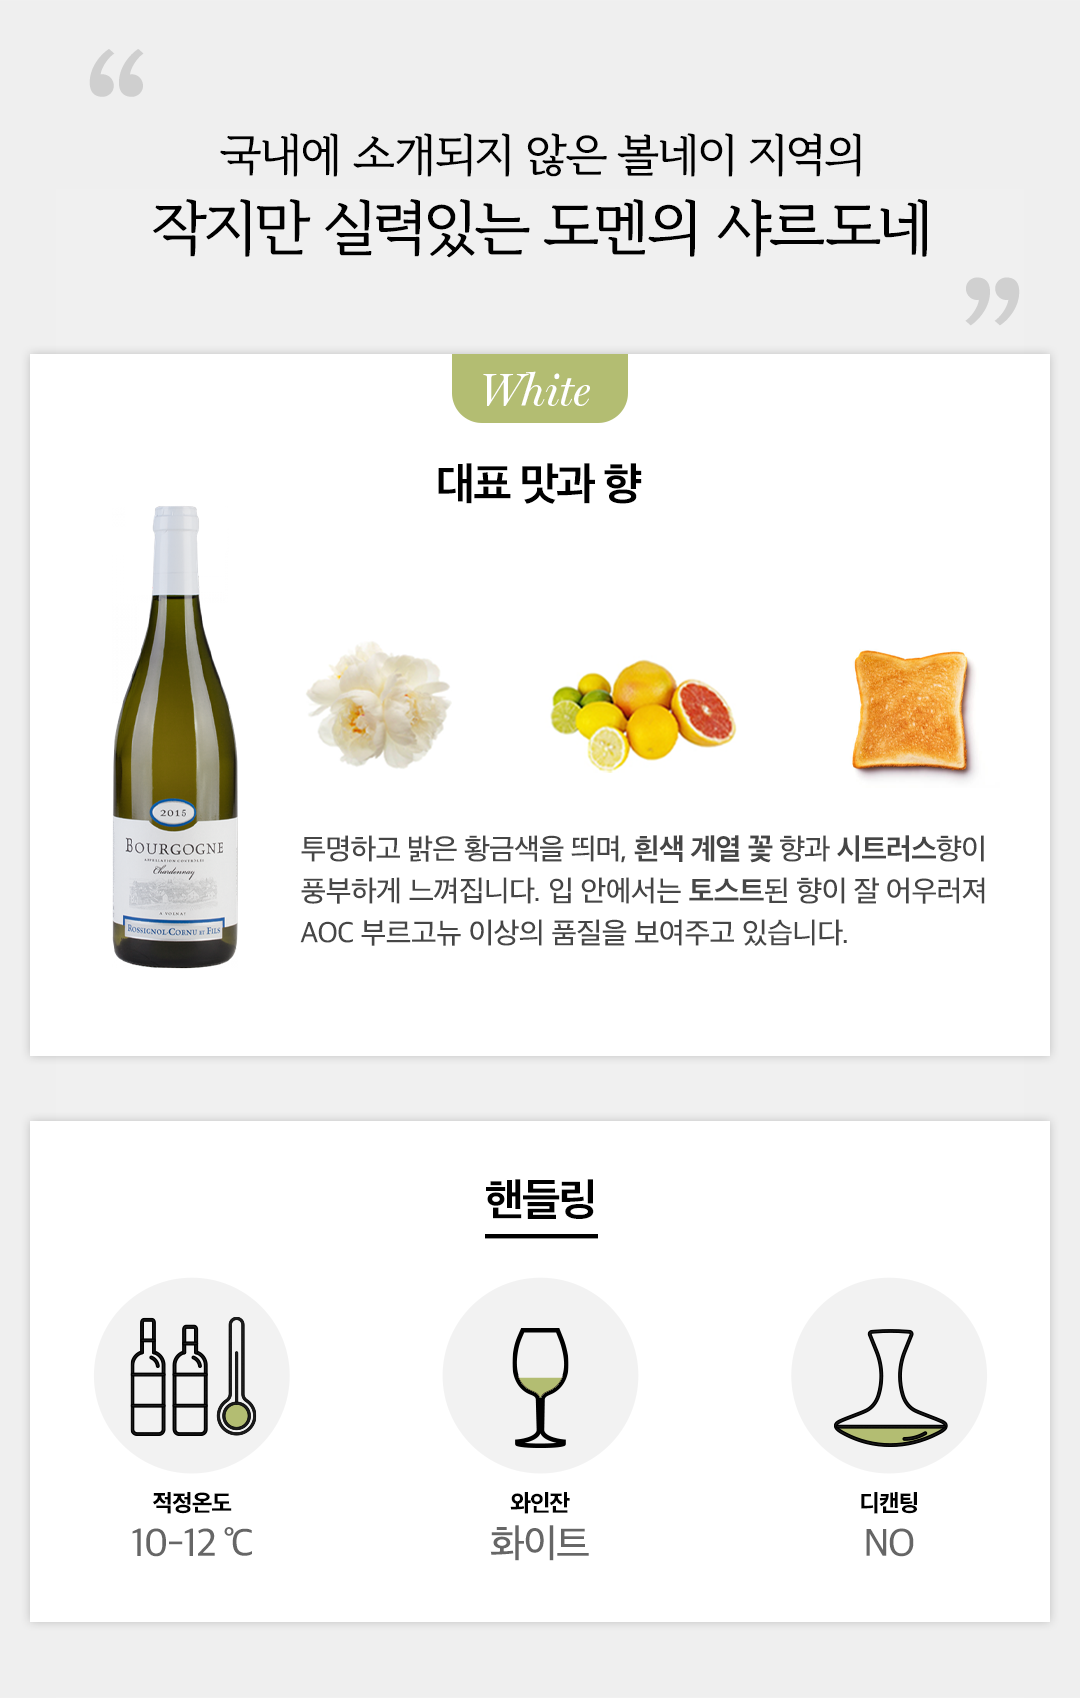 “
국내에 소개되지 않은 볼네이 지역의
작지만 실력있는 도멘의 샤르도네
”
White
대표 맛과 향
2015
BOURGOGNE
APPELLATION CONTRÔLÉE
Chardonnay
A VOLNAY
ROSSIGNOL-CORNU ET FILS
투명하고 밝은 황금색을 띄며, 흰색 계열 꽃 향과 시트러스향이
풍부하게 느껴집니다. 입 안에서는 토스트된 향이 잘 어우러져
AOC 부르고뉴 이상의 품질을 보여주고 있습니다.
핸들링
적정온도
10-12 ℃
와인잔
화이트
디캔팅
NO